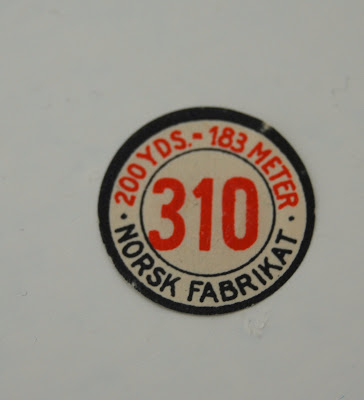 200 YDS. - 183 METER
310
· NORSK FABRIKAT ·